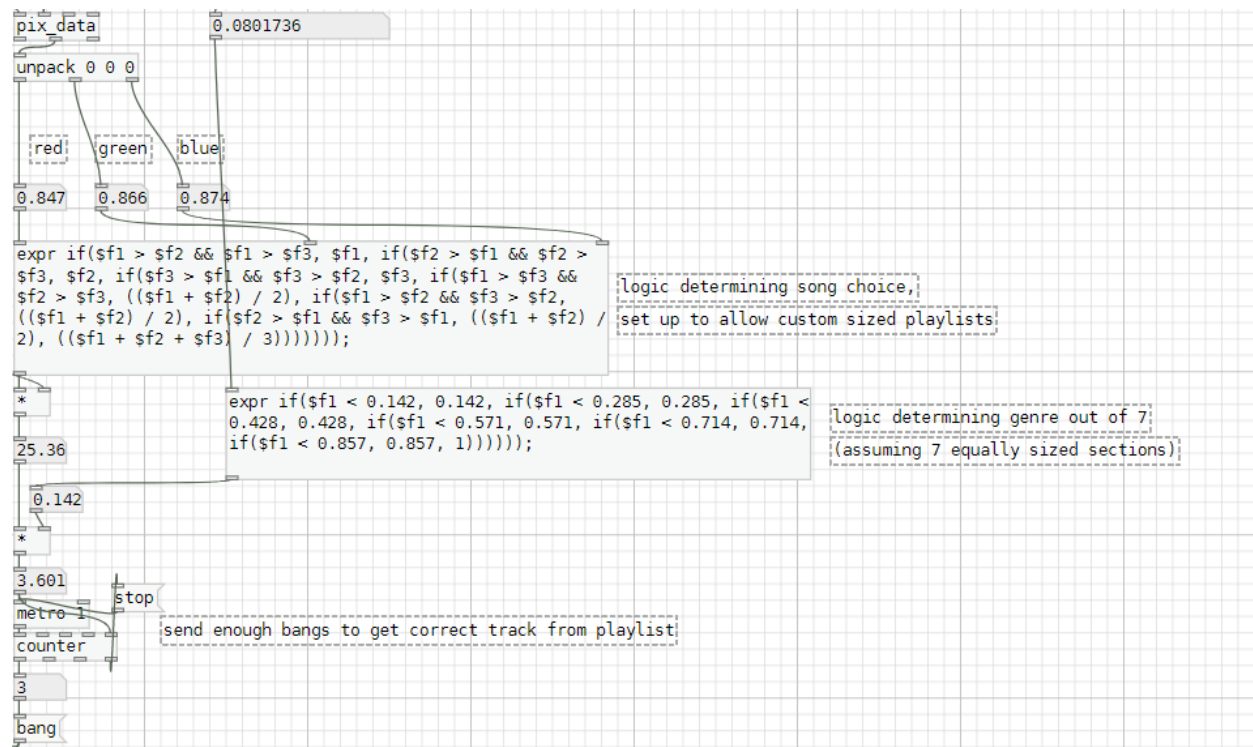 pix_data
0.0801736
unpack 0 0 0
red
green
blue
0.847
0.866
0.874
expr if($f1 > $f2 && $f1 > $f3, $f1, if($f2 > $f1 && $f2 >
$f3, $f2, if($f3 > $f1 && $f3 > $f2, $f3, if($f1 > $f3 &&
$f2 > $f3, (($f1 + $f2) / 2), if($f1 > $f2 && $f3 > $f2,
(($f1 + $f2) / 2), if($f2 > $f1 && $f3 > $f1, (($f1 + $f2) /
2), (($f1 + $f2 + $f3) / 3)))))));
logic determining song choice,
set up to allow custom sized playlists
*
expr if($f1 < 0.142, 0.142, if($f1 < 0.285, 0.285, if($f1 <
0.428, 0.428, if($f1 < 0.571, 0.571, if($f1 < 0.714, 0.714,
if($f1 < 0.857, 0.857, 1))))));
logic determining genre out of 7
(assuming 7 equally sized sections)
25.36
0.142
*
3.601
stop
metro 1
send enough bangs to get correct track from playlist
counter
3
bang